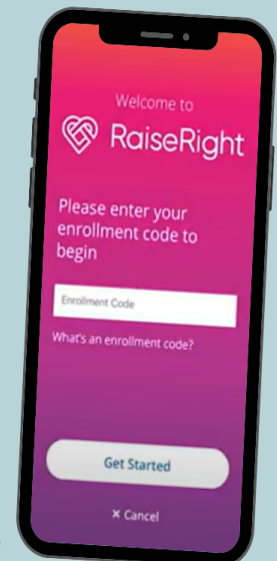 Welcome to
RaiseRight
Please enter your
enrollment code to
begin
Enrollment Code
What's an enrollment code?
Get Started
× Cancel